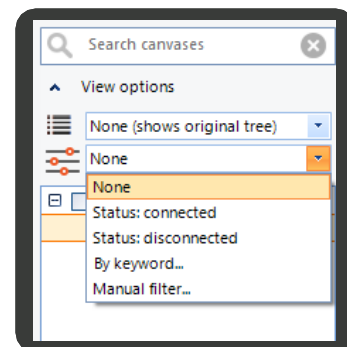 Search canvases
View options
None (shows original tree)
None
None
Status: connected
Status: disconnected
By keyword...
Manual filter...